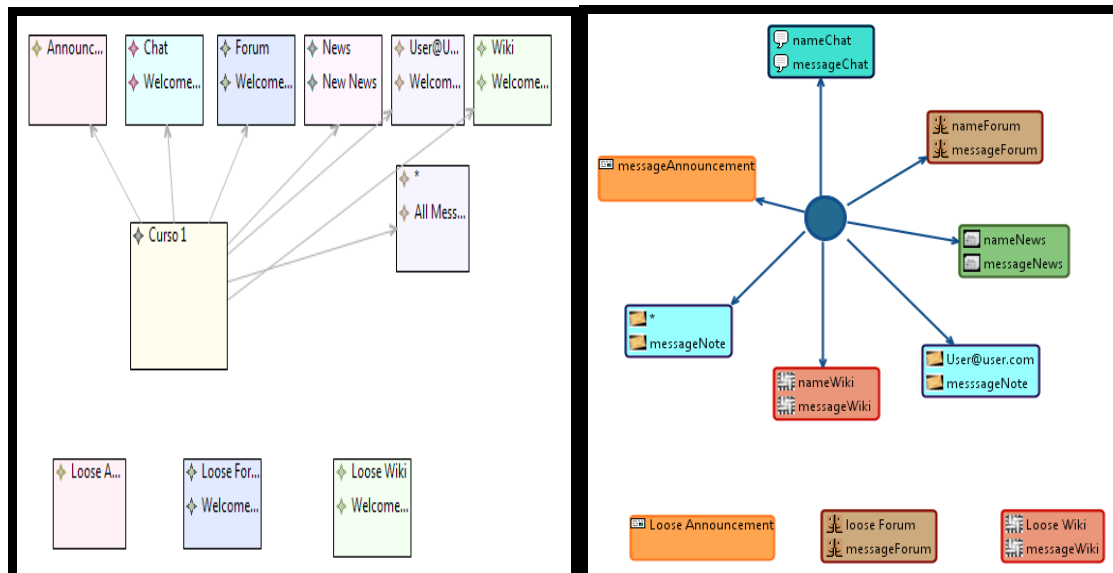 Announc...
Chat
Welcome...
Forum
Welcome...
News
New News
User@U...
Welcom...
Wiki
Welcome...
*
All Mess...
Curso 1
Loose A...
Loose For...
Welcome...
Loose Wiki
Welcome...
nameChat
messageChat
nameForum
messageForum
messageAnnouncement
nameNews
messageNews
*
messageNote
User@user.com
messsageNote
nameWiki
messageWiki
Loose Announcement
loose Forum
messageForum
Loose Wiki
messageWiki